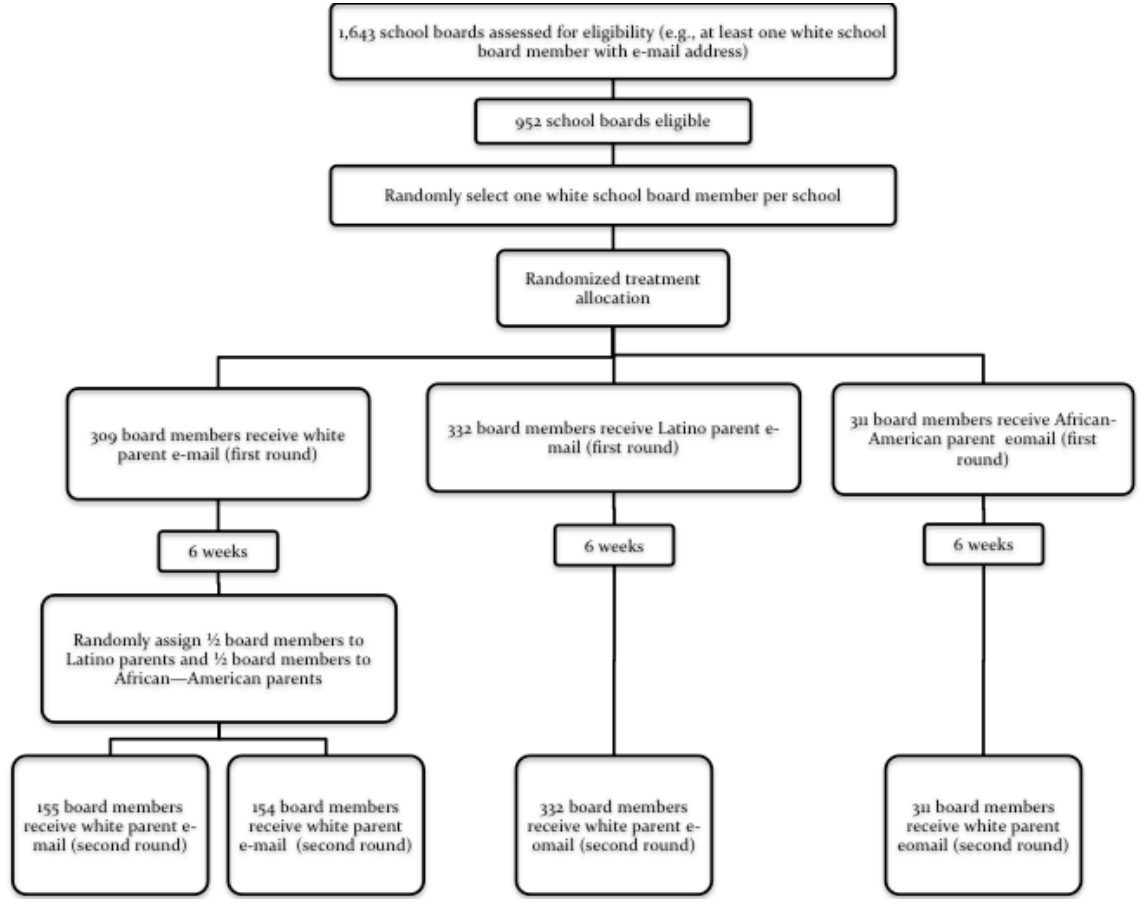 1,643 school boards assessed for eligibility (e.g., at least one white school
board member with e-mail address)
952 school boards eligible
Randomly select one white school board member per school
Randomized treatment
allocation
309 board members receive white
parent e-mail (first round)
332 board members receive Latino parent e-
mail (first round)
311 board members receive African-
American parent eomail (first
round)
6 weeks
6 weeks
6 weeks
Randomly assign ½ board members to
Latino parents and ½ board members to
African—American parents
155 board members
receive white parent e-
mail (second round)
154 board members
receive white parent
e-mail (second round)
332 board members
receive white parent e-
omail (second round)
311 board members
receive white parent
eomail (second round)